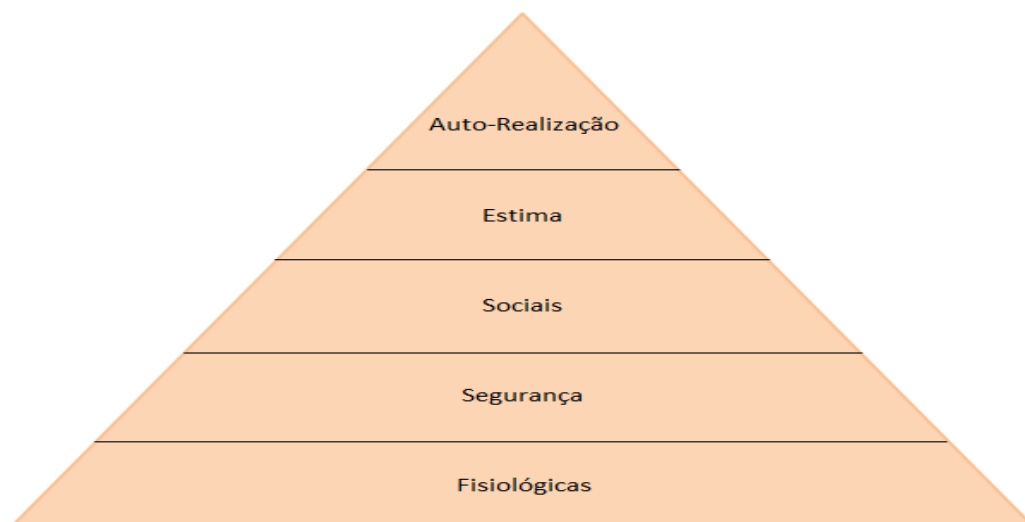 Auto-Realização
Estima
Sociais
Segurança
Fisiológicas